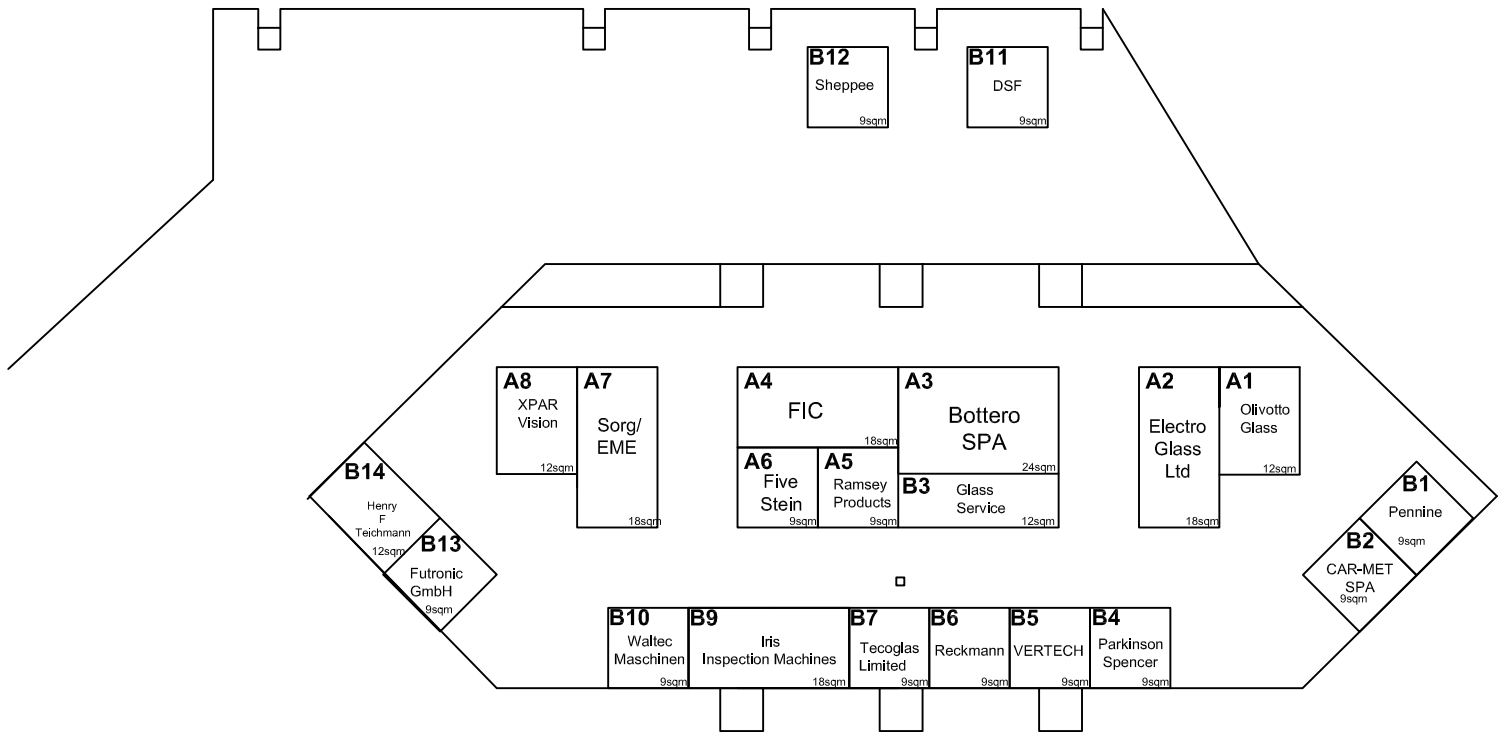 B12
Sheppee
9sqm
B11
DSF
9sqm
A8
XPAR
Vision
12sqm
A7
Sorg/
EME
18sqm
A4
FIC
18sqm
A3
Bottero
SPA
24sqm
A6
Five
Stein
9sqm
A5
Ramsey
Products
9sqm
B3
Glass
Service
12sqm
A2
Electro
Glass
Ltd
18sqm
A1
Olivotto
Glass
12sqm
B14
Henry
F
Teichmann
12sqm
B13
Futronic
GmbH
9sqm
B1
Pennine
9sqm
B2
CAR-MET
SPA
9sqm
B10
Waltec
Maschinen
9sqm
B9
Iris
Inspection Machines
18sqm
B7
Tecoglas
Limited
9sqm
B6
Reckmann
9sqm
B5
VERTECH
9sqm
B4
Parkinson
Spencer
9sqm